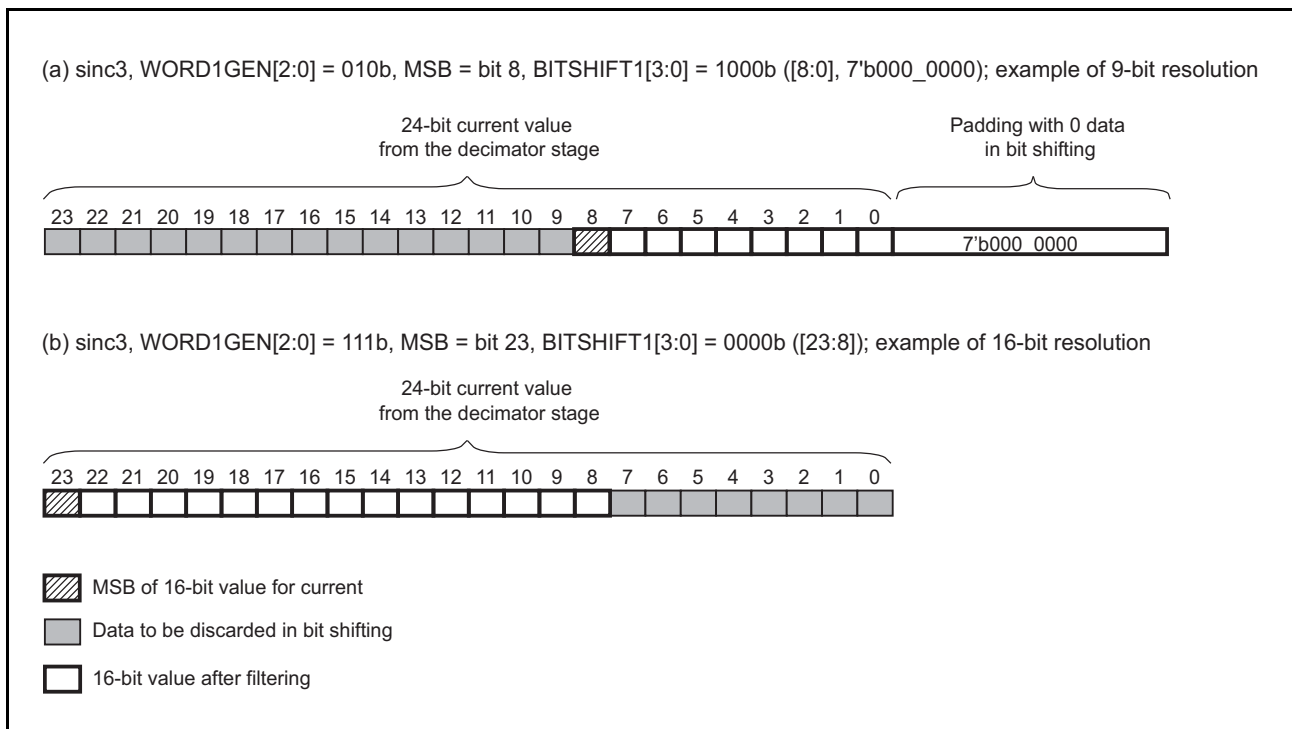 (a) sinc3, WORD1GEN[2:0] = 010b, MSB = bit 8, BITSHIFT1[3:0] = 1000b ([8:0], 7'b000_0000); example of 9-bit resolution
24-bit current value
from the decimator stage
Padding with 0 data
in bit shifting
23 22 21 20 19 18 17 16 15 14 13 12 11 10 9 8 7 6 5 4 3 2 1 0
7'b000_0000
(b) sinc3, WORD1GEN[2:0] = 111b, MSB = bit 23, BITSHIFT1[3:0] = 0000b ([23:8]); example of 16-bit resolution
24-bit current value
from the decimator stage
23 22 21 20 19 18 17 16 15 14 13 12 11 10 9 8 7 6 5 4 3 2 1 0
MSB of 16-bit value for current
Data to be discarded in bit shifting
16-bit value after filtering